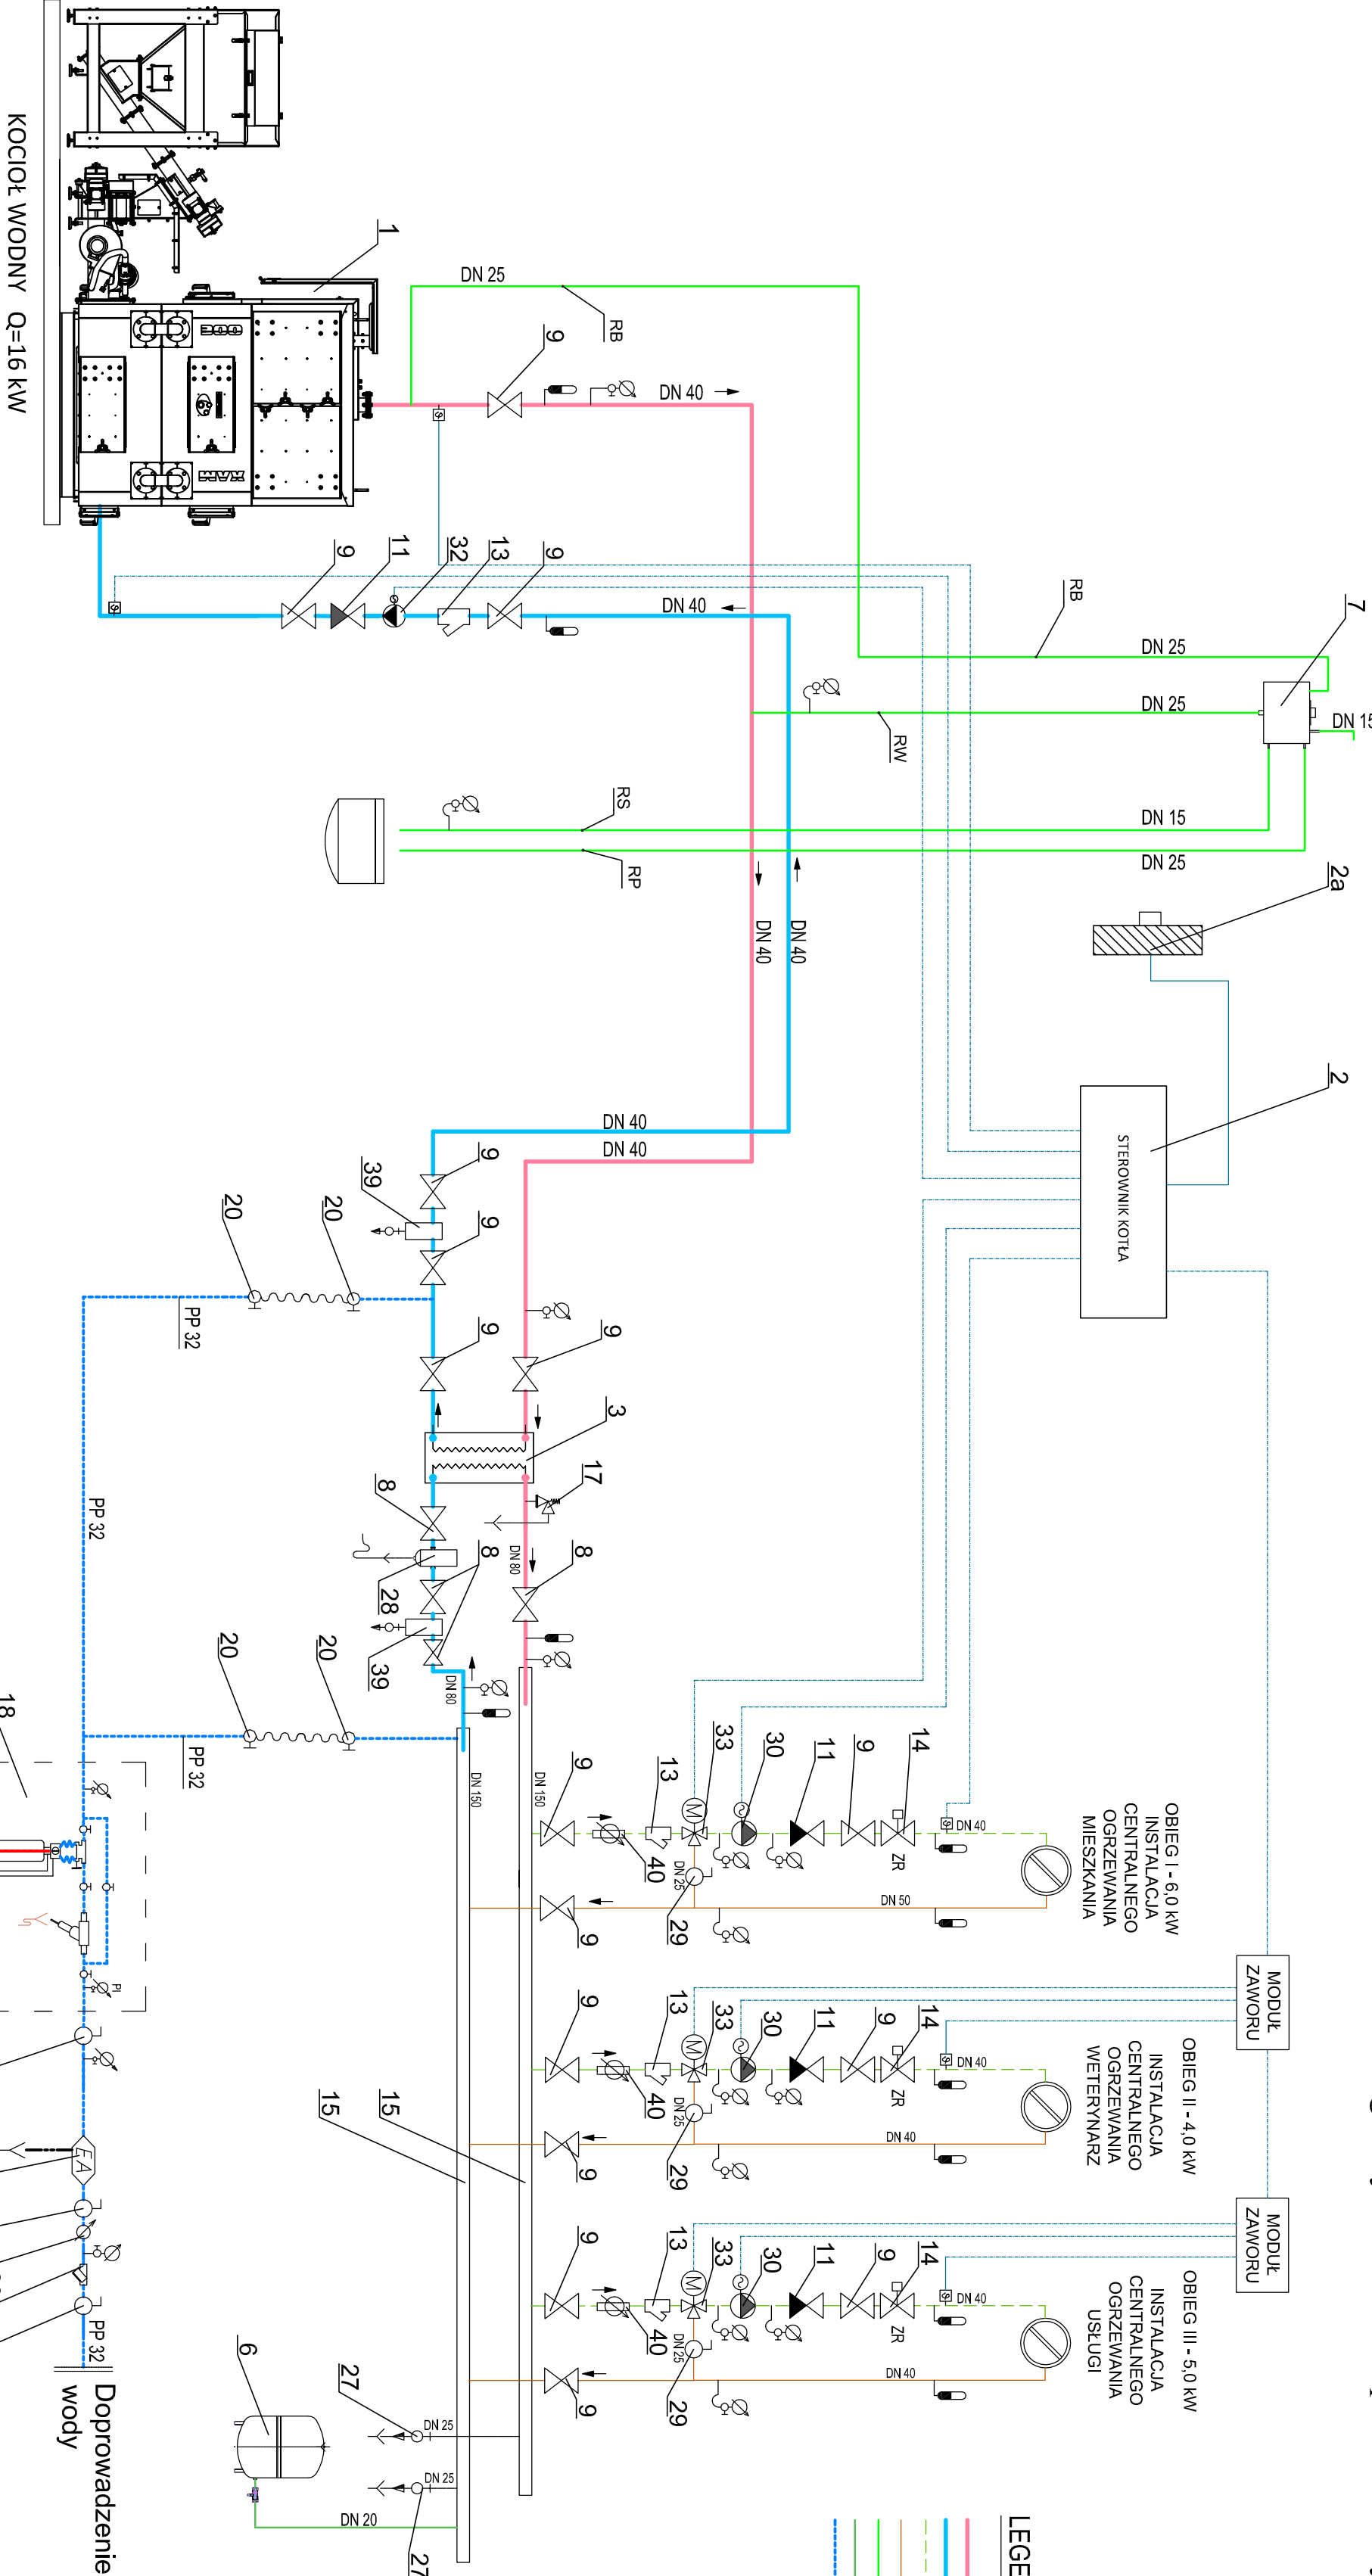 KOCIOŁ WODNY   Q=16 kW
1
DN 25
RB
9
DN 40
9
11
32
13
9
DN 40
RB
DN 25
7
DN 25
RW
DN 15
RS
DN 15
RP
DN 25
2a
2
STEROWNIK KOTŁA
DN 40
DN 40
DN 40
DN 40
9
39
9
20
20
PP 32
9
9
3
17
PP 32
8
8
8
DN 80
28
39
DN 80
20
20
PP 32
18
DN 150
DN 150
OBIEG I - 6,0 kW
INSTALACJA
CENTRALNEGO
OGRZEWANIA
MIESZKANIA
9
13
33
30
11
9
14
ZR
DN 40
40
DN 25
29
DN 50
9
MODUŁ
ZAWORU
OBIEG II - 4,0 kW
INSTALACJA
CENTRALNEGO
OGRZEWANIA
WETERYNARZ
9
13
33
30
11
9
14
ZR
DN 40
40
DN 25
29
DN 40
9
MODUŁ
ZAWORU
OBIEG III - 5,0 kW
INSTALACJA
CENTRALNEGO
OGRZEWANIA
USŁUGI
9
13
33
30
11
9
14
ZR
DN 40
40
DN 25
29
DN 40
9
15
15
PI
EA
PP 32
Doprowadzenie
wody
6
27
DN 25
DN 25
27
DN 20
M
M
M
LEGE